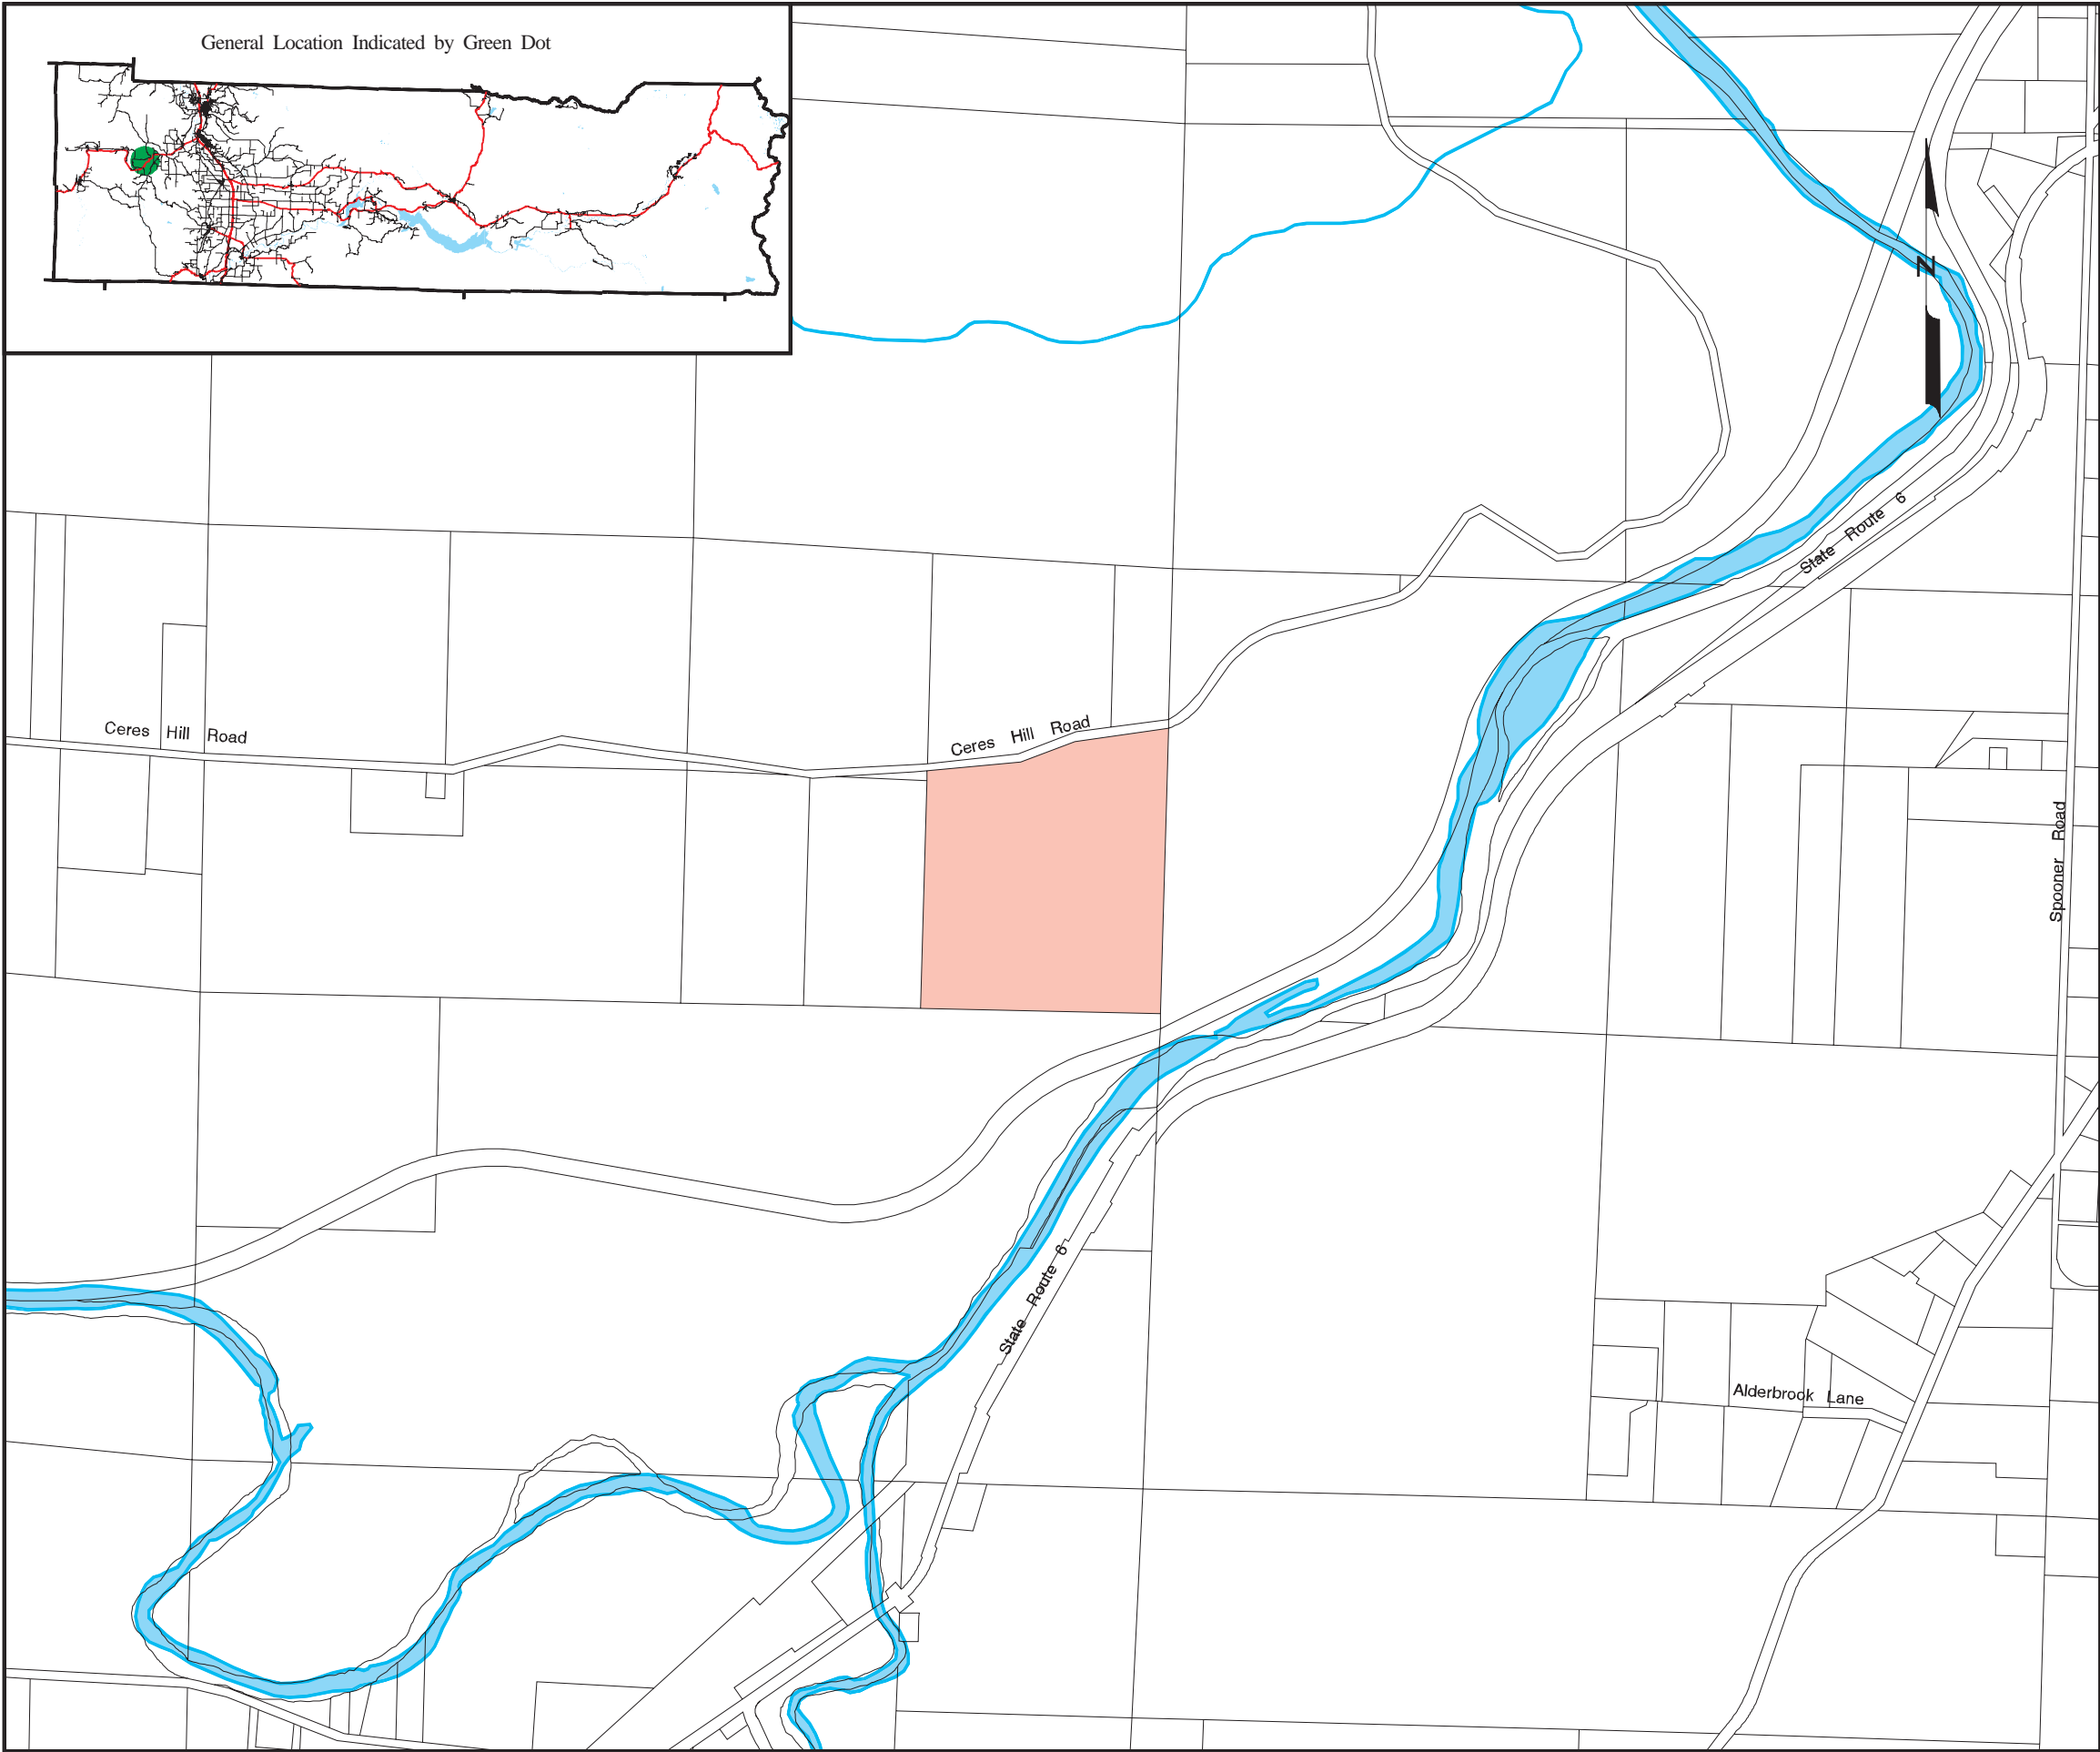 General Location Indicated by Green Dot
N
State Route 6
Ceres Hill Road
Ceres Hill Road
Spooner Road
State Route 6
Alderbrook Lane